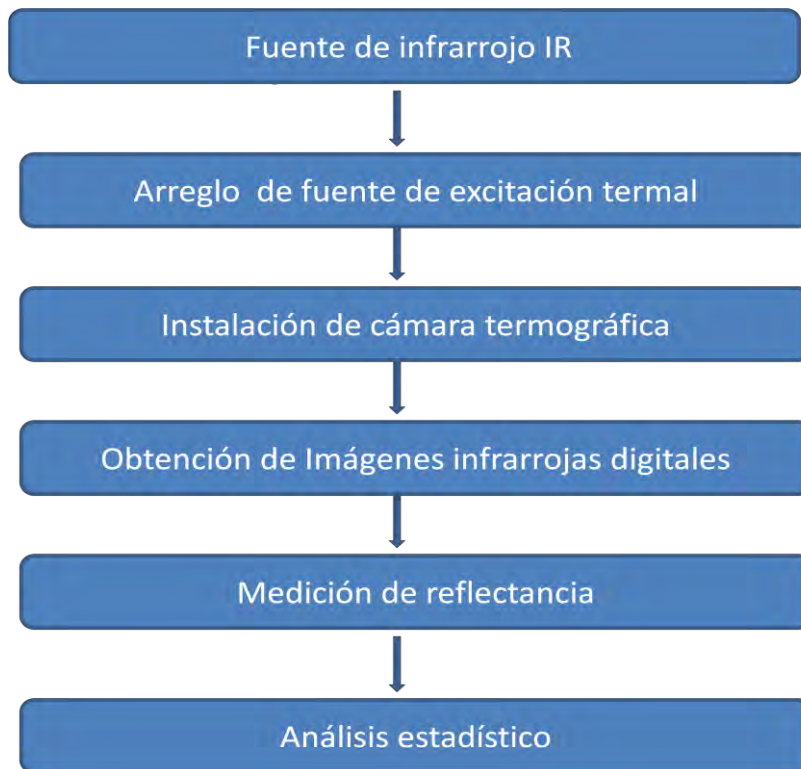 Fuente de infrarrojo IR
Arreglo de fuente de excitación termal
Instalación de cámara termográfica
Obtención de Imágenes infrarrojas digitales
Medición de reflectancia
Análisis estadístico